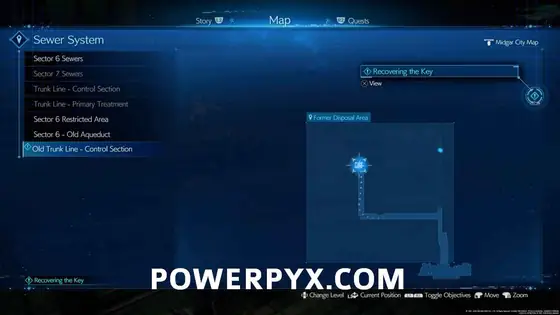 Story
Map
Quests
Sewer System
Midgar City Map
Sector 6 Sewers
Sector 7 Sewers
Trunk Line - Control Section
Trunk Line - Primary Treatment
Sector 6 Restricted Area
Sector 6 - Old Aqueduct
Old Trunk Line - Control Section
Recovering the Key
View
Former Disposal Area
Recovering the Key
POWERPYX.COM
Change Level
Current Position
Toggle Objectives
Move
Zoom